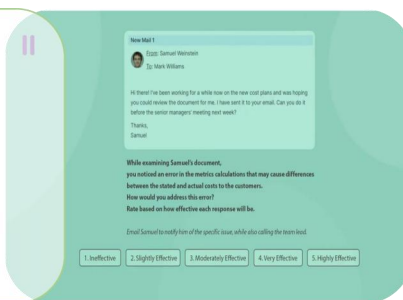 New Mail 1
From: Samuel Weinstein
To: Mark Williams
Hi there! I've been working for a while now on the new cost plans and was hoping
you could review the document for me. I have sent it to your email. Can you do it
before the senior managers' meeting next week?
Thanks,
Samuel
While examining Samuel's document,
you noticed an error in the metrics calculations that may cause differences
between the stated and actual costs to the customers.
How would you address this error?
Rate based on how effective each response will be.
Email Samuel to notify him of the specific issue, while also calling the team lead.
1. Ineffective
2. Slightly Effective
3. Moderately Effective
4. Very Effective
5. Highly Effective